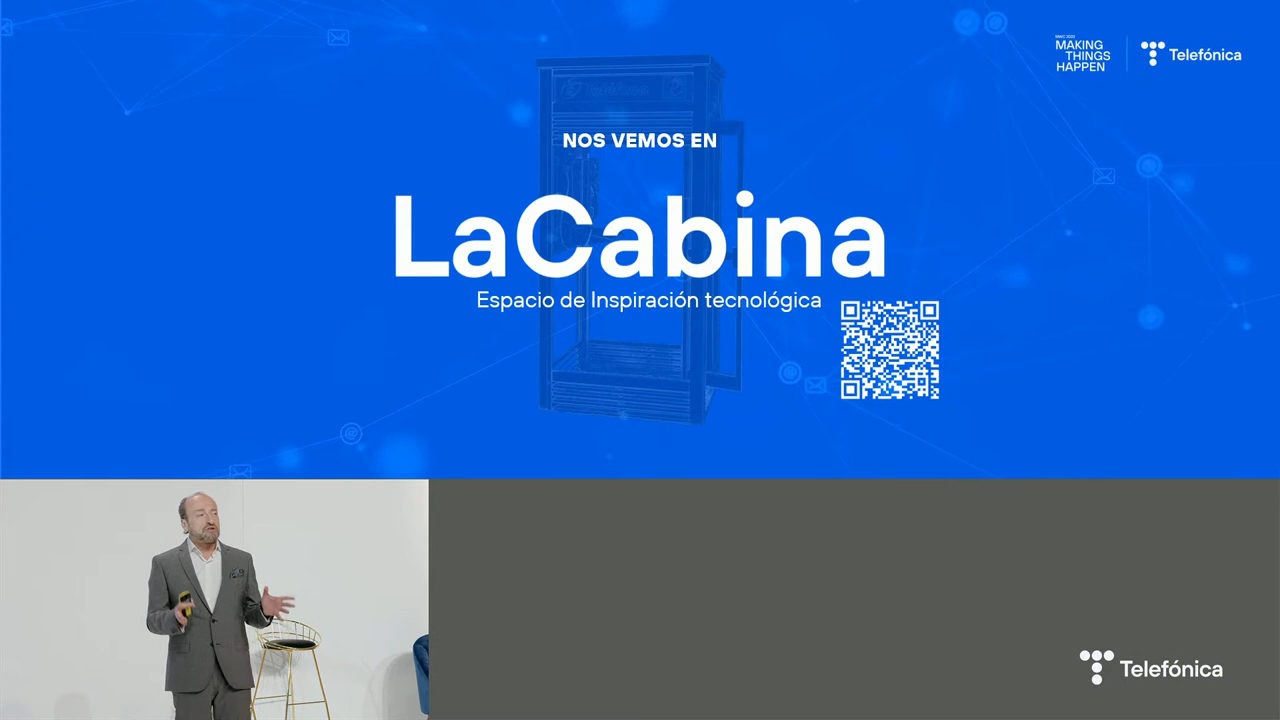 MAKING
THINGS
HAPPEN
Telefónica
NOS VEMOS EN
LaCabina
Espacio de Inspiración tecnológica
Telefónica